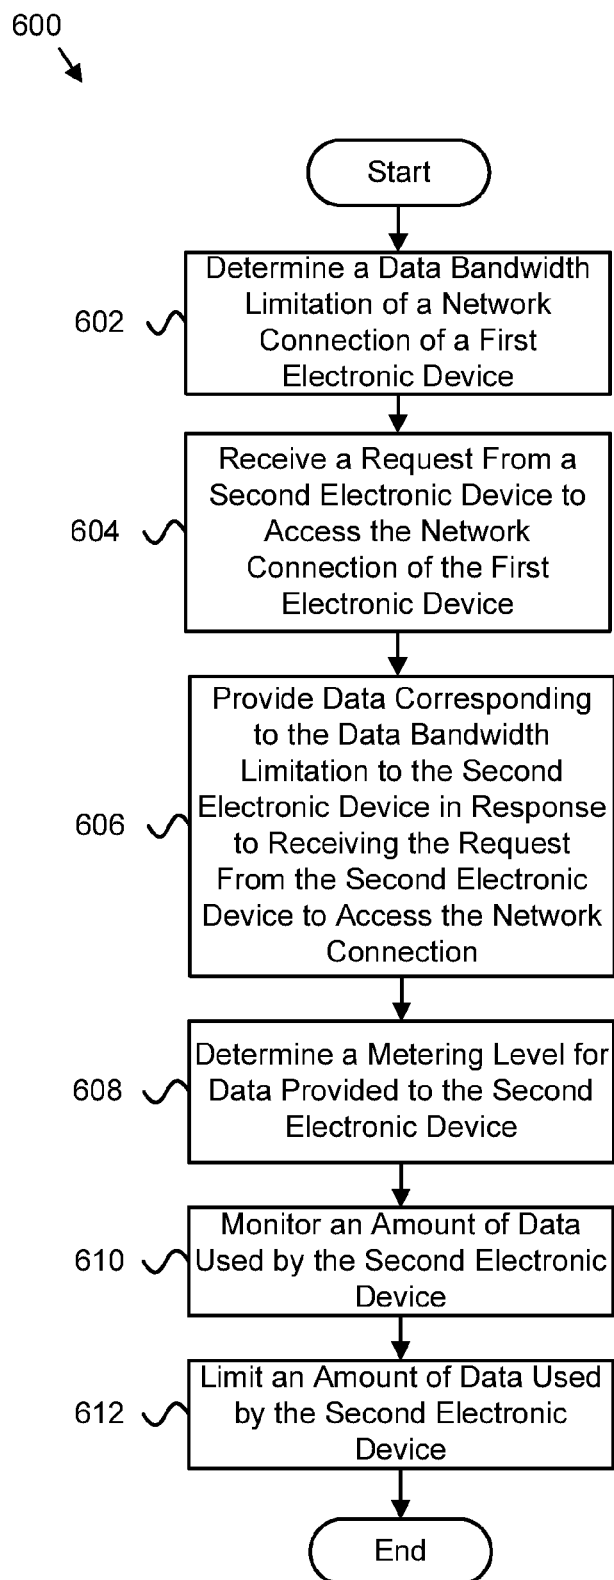 600
Start
602
Determine a Data Bandwidth
Limitation of a Network
Connection of a First
Electronic Device
604
Receive a Request From a
Second Electronic Device to
Access the Network
Connection of the First
Electronic Device
606
Provide Data Corresponding
to the Data Bandwidth
Limitation to the Second
Electronic Device in Response
to Receiving the Request
From the Second Electronic
Device to Access the Network
Connection
608
Determine a Metering Level for
Data Provided to the Second
Electronic Device
610
Monitor an Amount of Data
Used by the Second Electronic
Device
612
Limit an Amount of Data Used
by the Second Electronic
Device
End